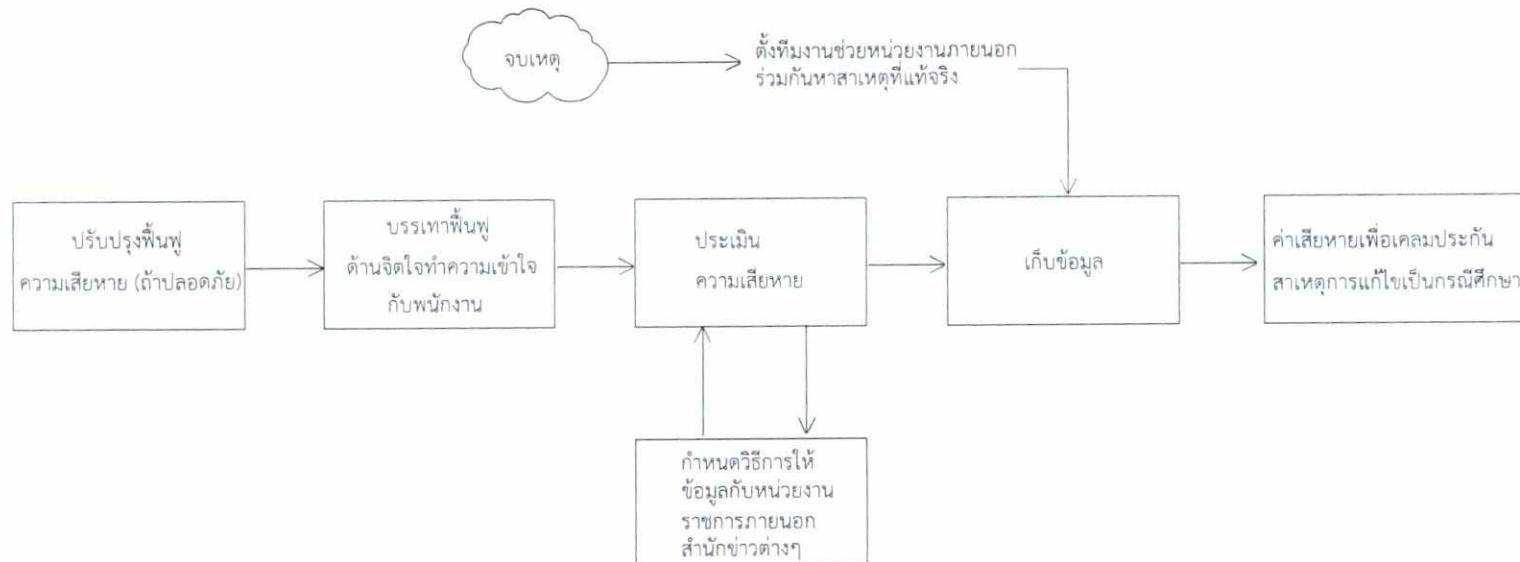 จบเหตุ
ตั้งทีมงานช่วยหน่วยงานภายนอก
ร่วมกันหาสาเหตุที่แท้จริง
ปรับปรุงฟื้นฟู
ความเสียหาย (ถ้าปลอดภัย)
บรรเทาฟื้นฟู
ด้านจิตใจทำความเข้าใจ
กับพนักงาน
ประเมิน
ความเสียหาย
เก็บข้อมูล
ค่าเสียหายเพื่อเคลมประกัน
สาเหตุการแก้ไขเป็นกรณีศึกษา
กำหนดวิธีการให้
ข้อมูลกับหน่วยงาน
ราชการภายนอก
สำนักข่าวต่างๆ